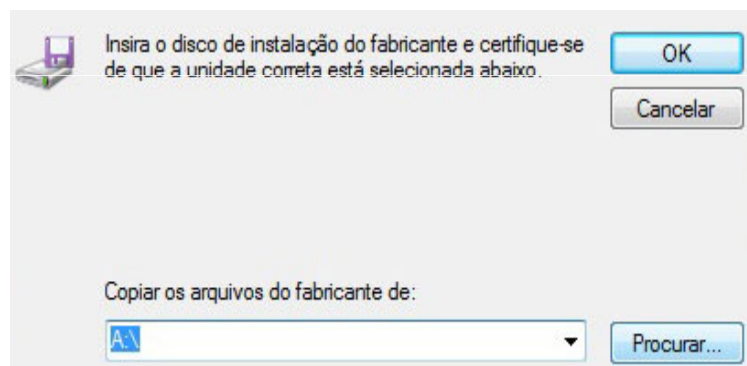 Insira o disco de instalação do fabricante e certifique-se
de que a unidade correta está selecionada abaixo.
OK
Cancelar
Copiar os arquivos do fabricante de:
A:\
Procurar...